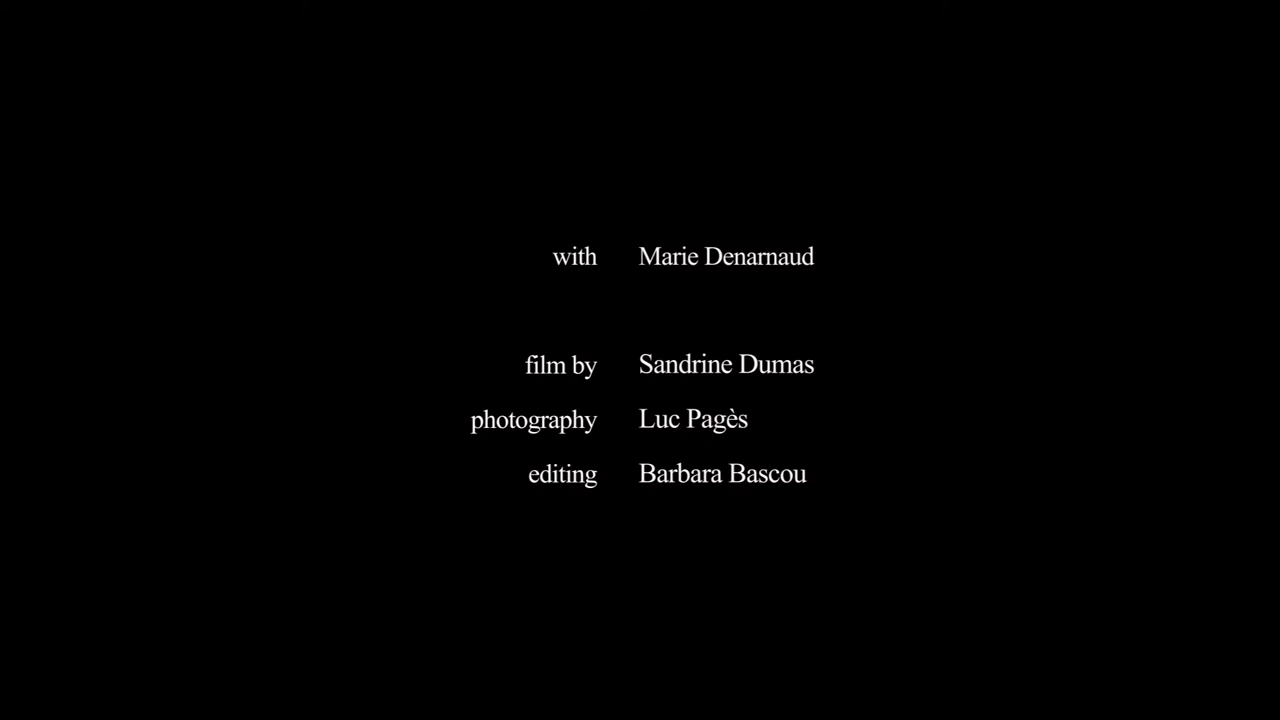 with Marie Denarnaud
film by Sandrine Dumas
photography Luc Pagès
editing Barbara Bascou